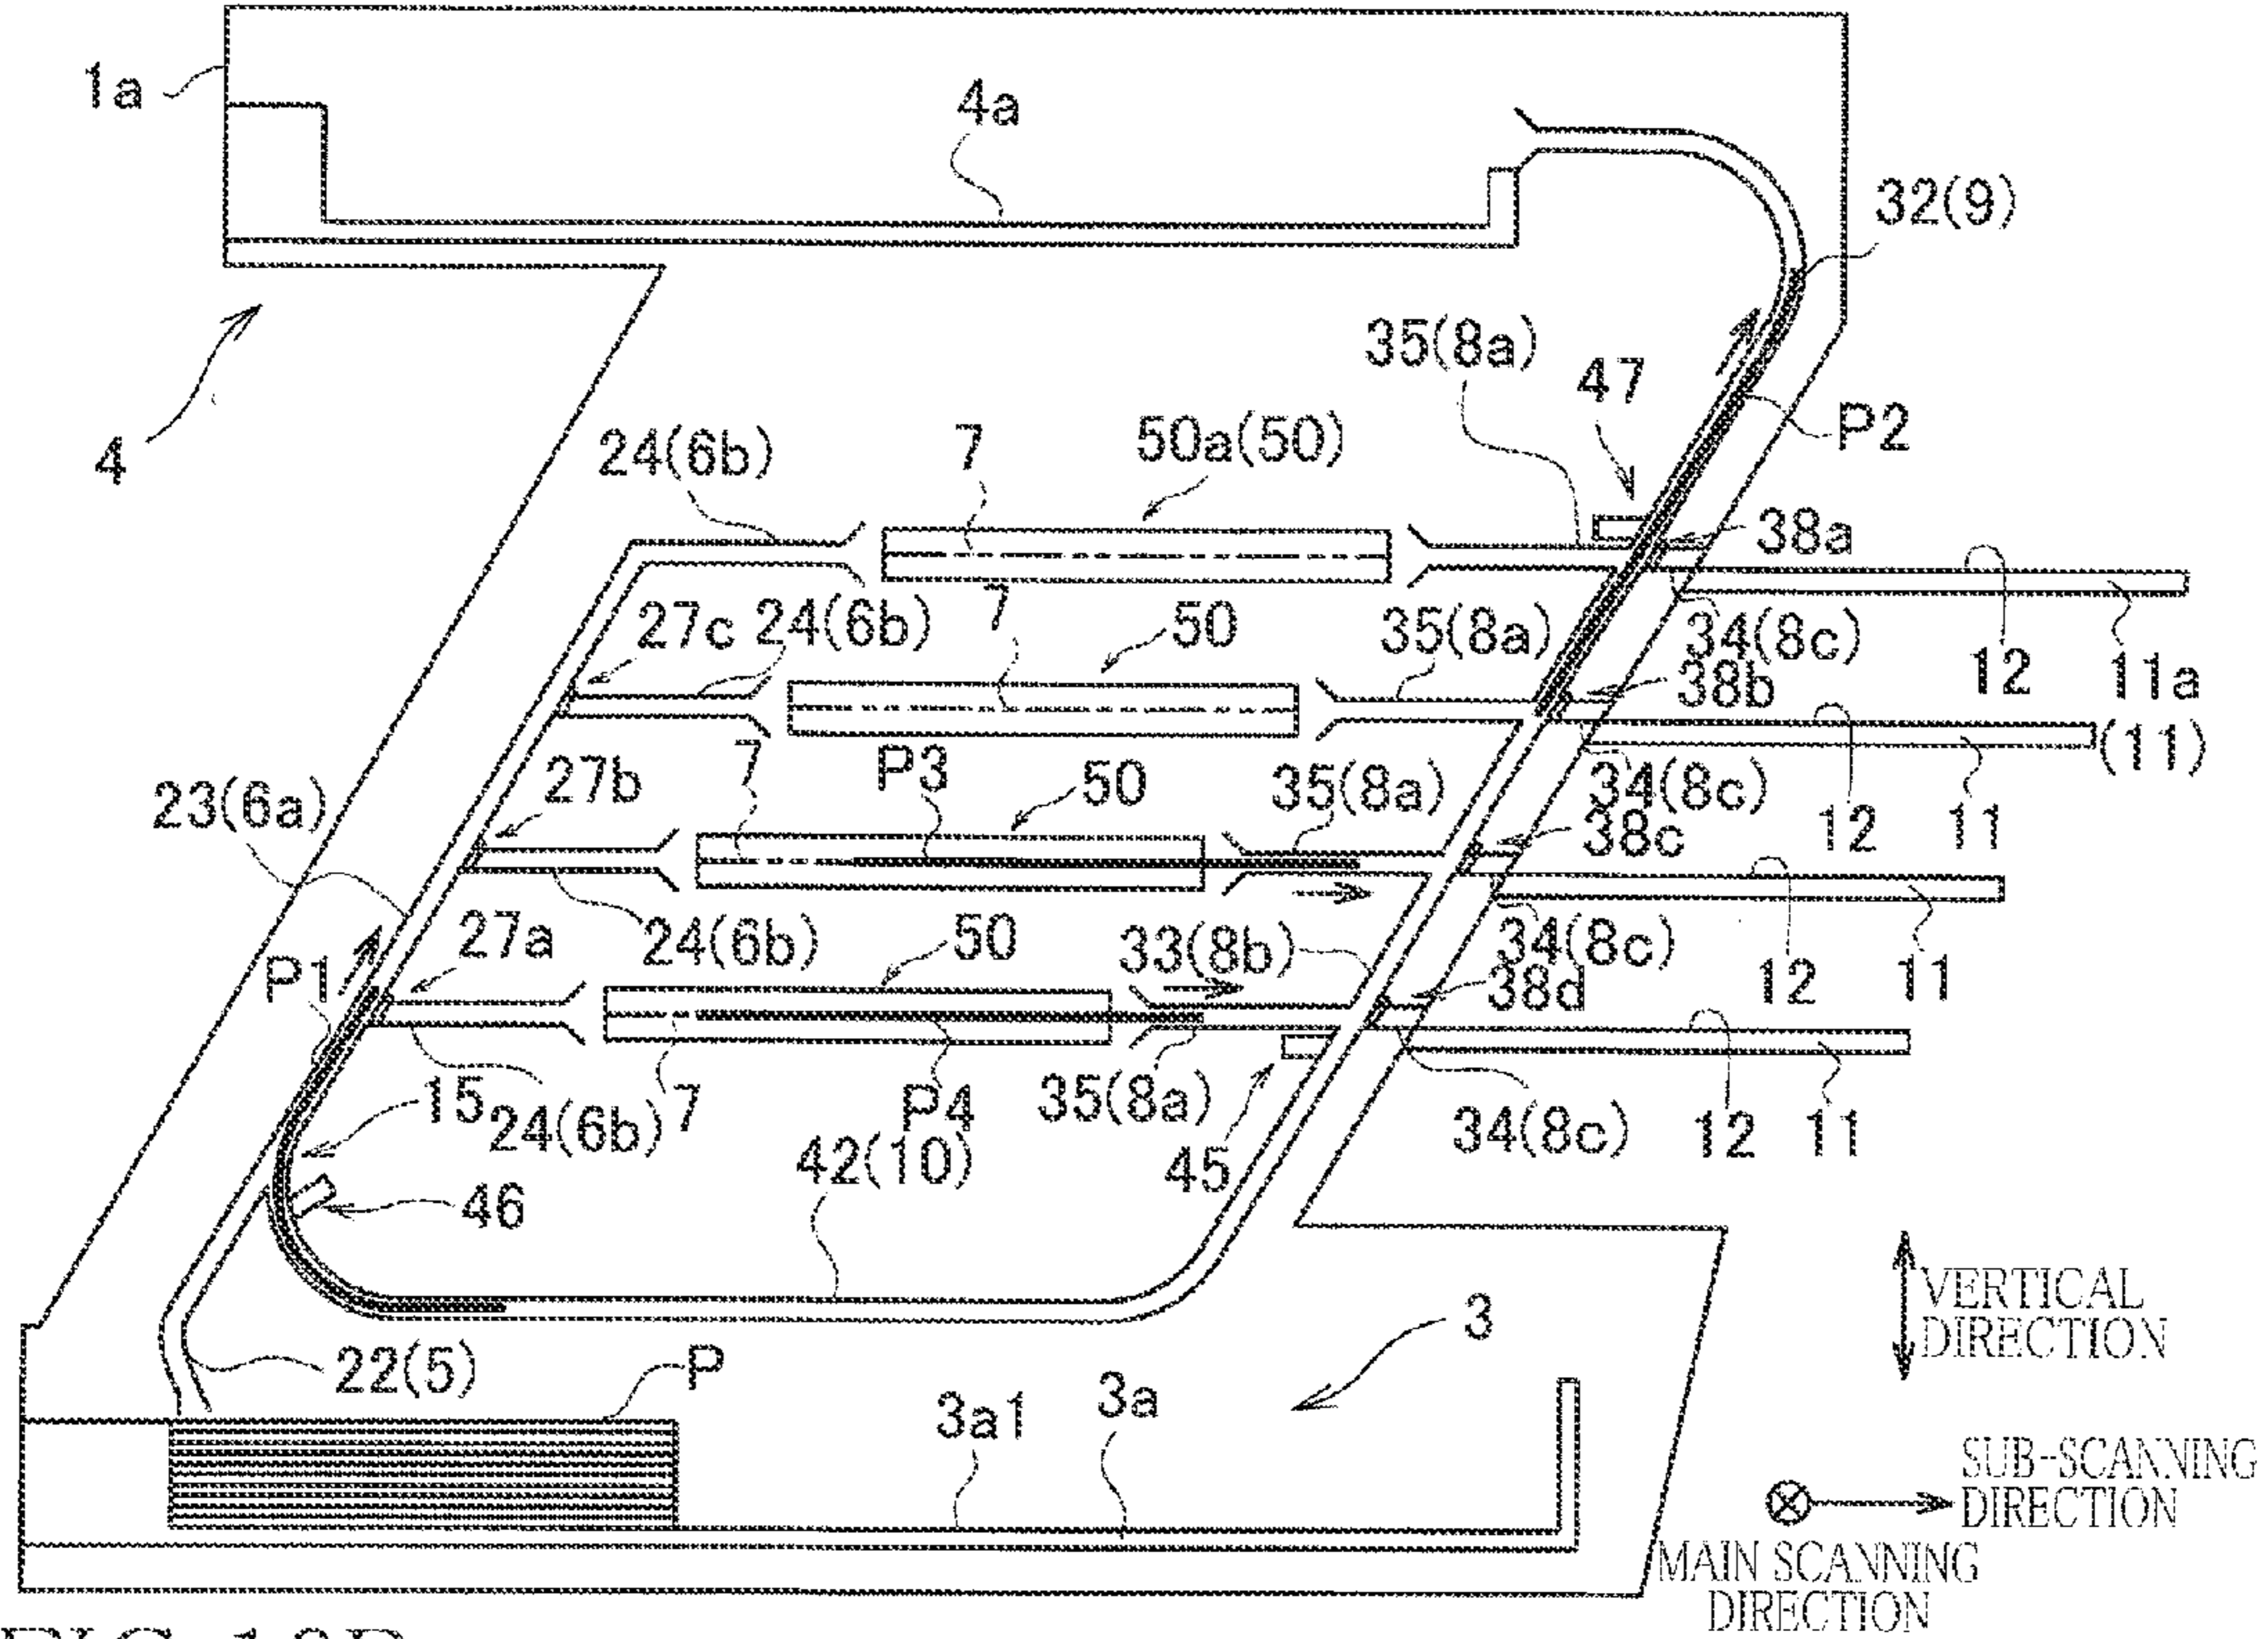 1a
4a
32(9)
35(8a)
47
4
24(6b)
7
50a(50)
P2
38a
27c
24(6b)
7
50
35(8a)
34(8c)
12
11a
38b
(11)
23(6a)
27b
7
P3
50
35(8a)
34(8c)
12
11
38c
P1
27a
24(6b)
50
33(8b)
34(8c)
12
11
38d
15
24(6b)
7
P4
35(8a)
45
34(8c)
12
11
46
42(10)
3
VERTICAL
DIRECTION
22(5)
P
3a1
3a
SUB-SCANNING
DIRECTION
MAIN SCANNING
DIRECTION